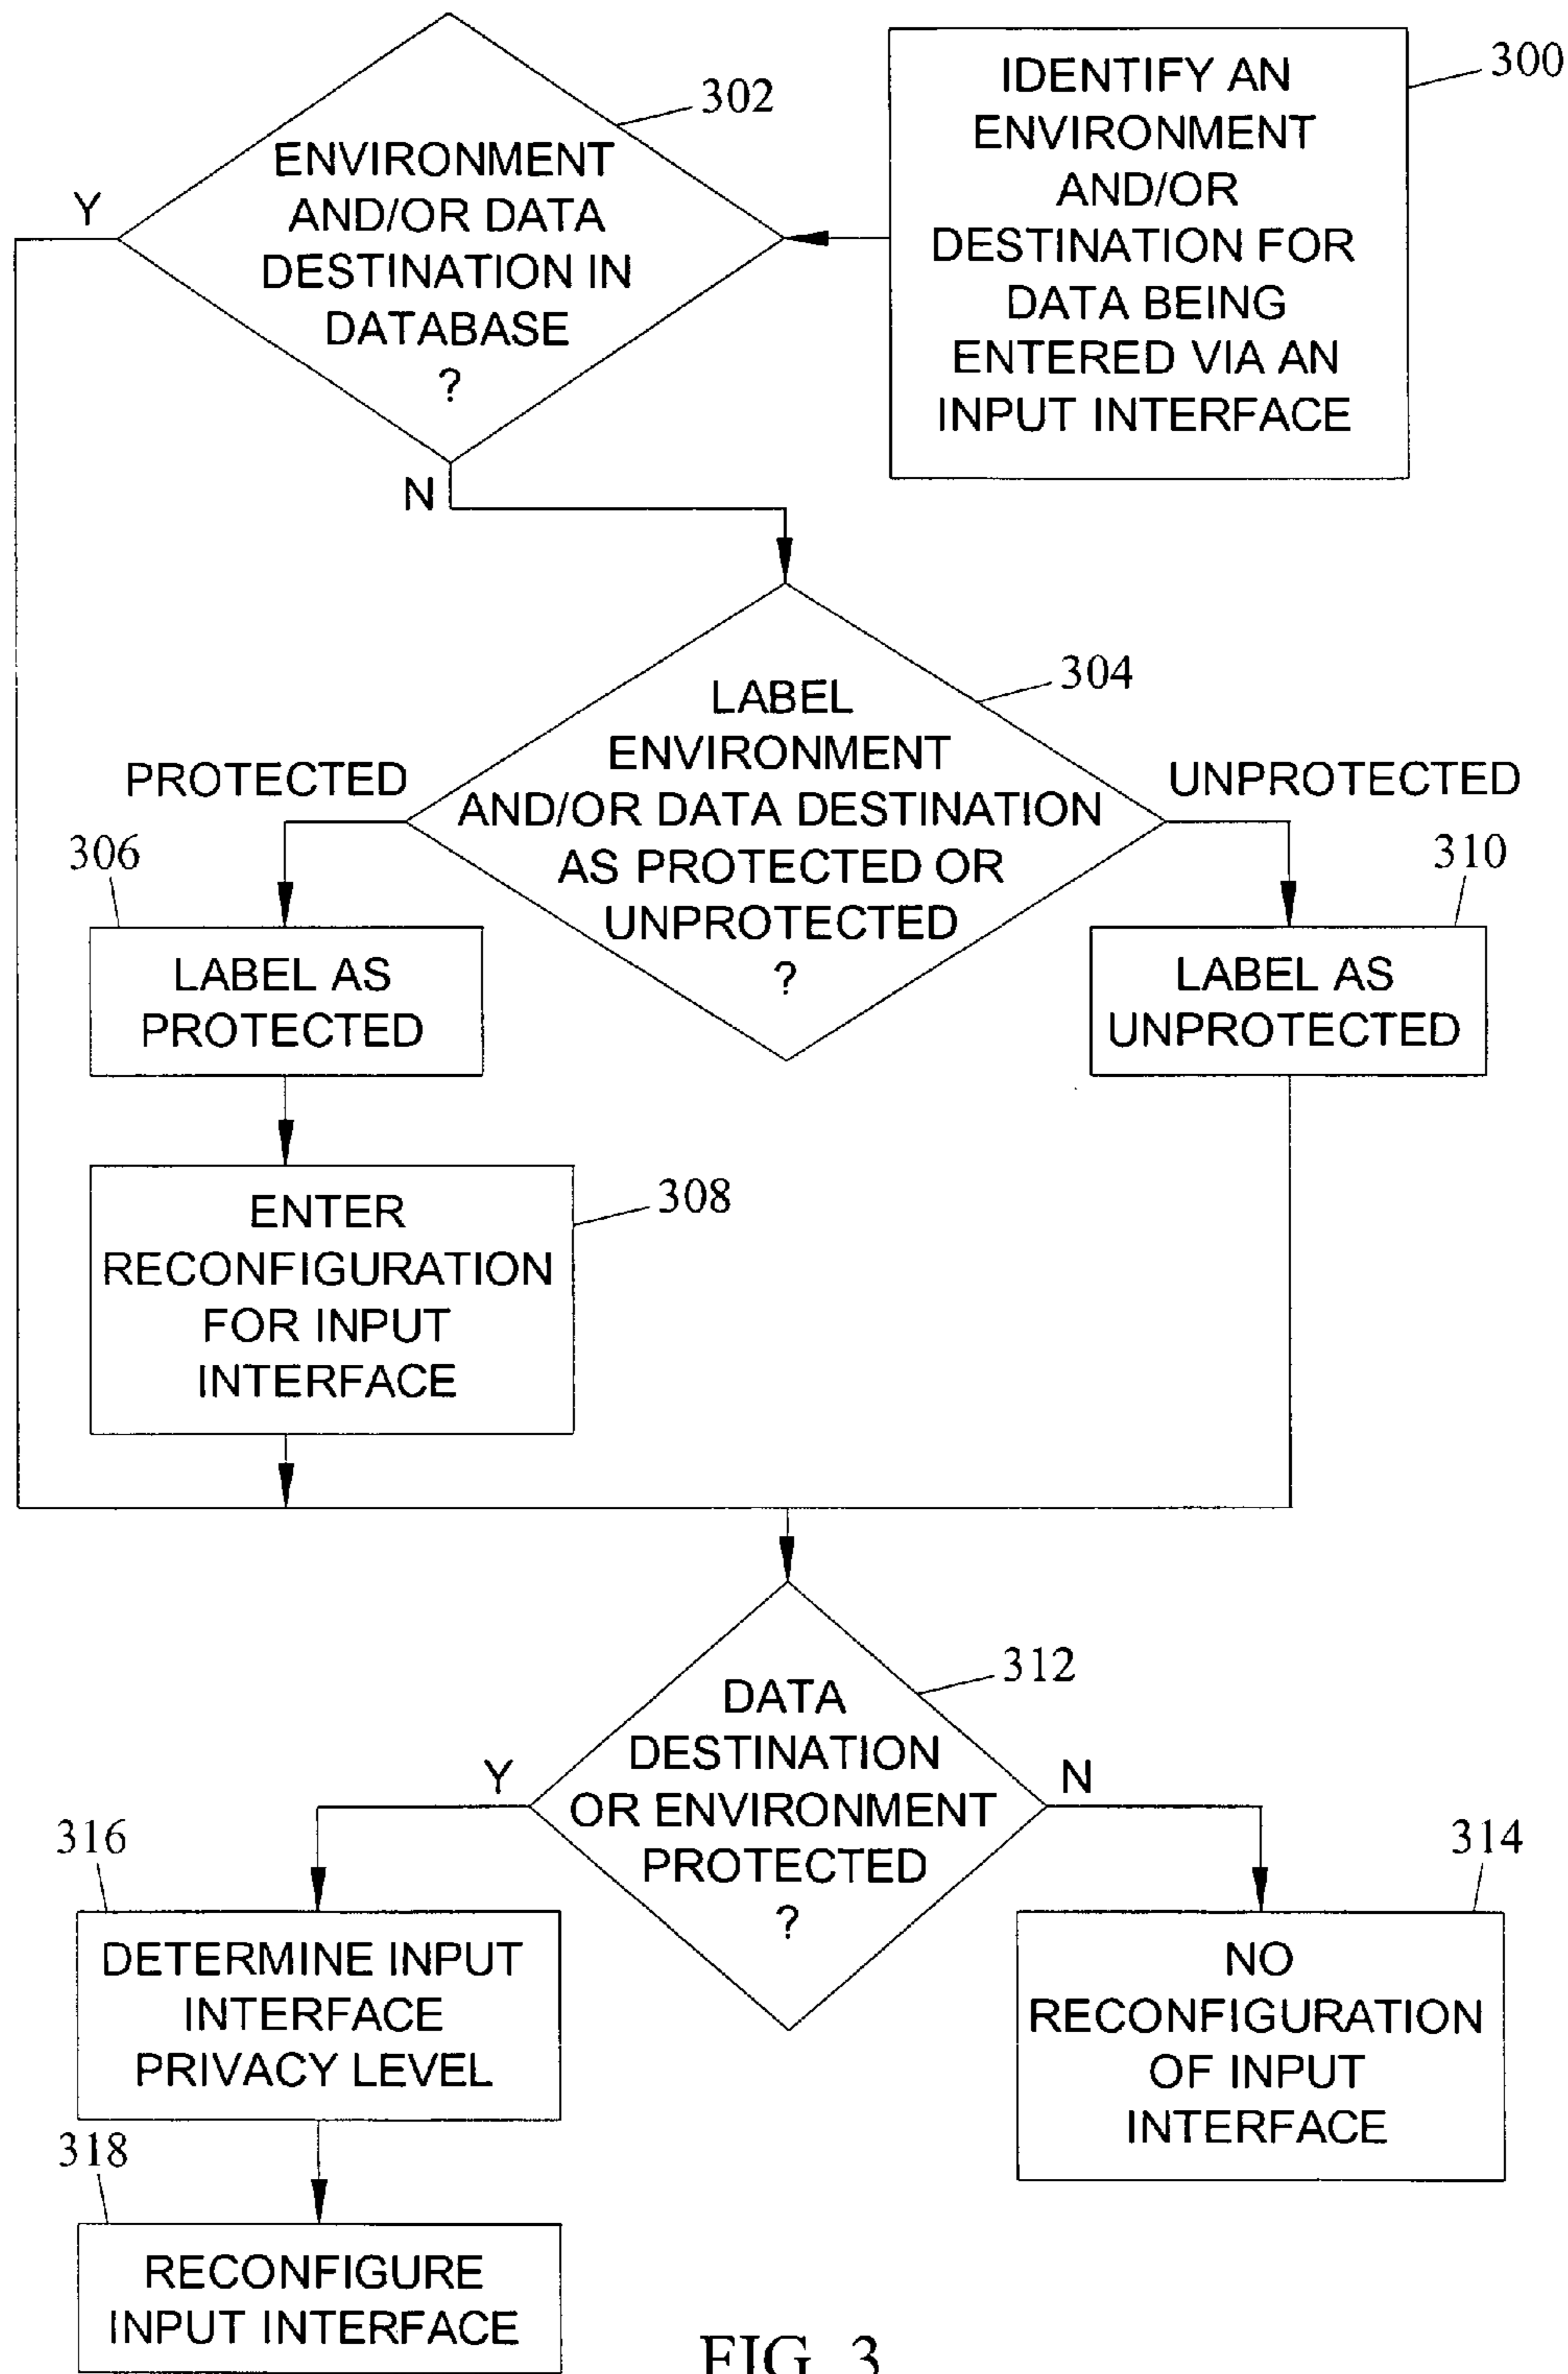 300
IDENTIFY AN
ENVIRONMENT
AND/OR
DESTINATION FOR
DATA BEING
ENTERED VIA AN
INPUT INTERFACE
302
ENVIRONMENT
AND/OR DATA
DESTINATION IN
DATABASE
?
Y
N
304
LABEL
ENVIRONMENT
AND/OR DATA DESTINATION
AS PROTECTED OR
UNPROTECTED
?
PROTECTED
UNPROTECTED
306
LABEL AS
PROTECTED
310
LABEL AS
UNPROTECTED
308
ENTER
RECONFIGURATION
FOR INPUT
INTERFACE
312
DATA
DESTINATION
OR ENVIRONMENT
PROTECTED
?
Y
N
316
DETERMINE INPUT
INTERFACE
PRIVACY LEVEL
314
NO
RECONFIGURATION
OF INPUT
INTERFACE
318
RECONFIGURE
INPUT INTERFACE
FIG. 3